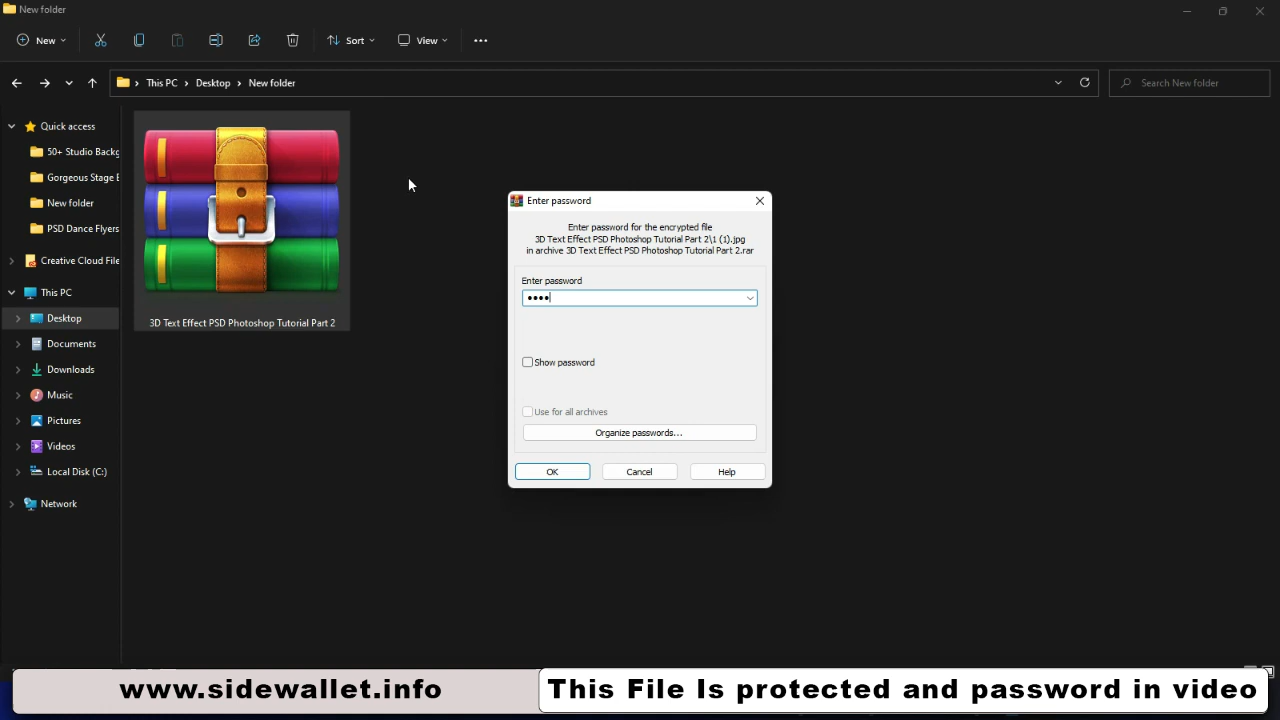 New folder
New
Sort
View
This PC
Desktop
New folder
Search New folder
Quick access
50+ Studio Backg
Gorgeous Stage E
New folder
PSD Dance Flyers
Creative Cloud File
This PC
Desktop
Documents
Downloads
Music
Pictures
Videos
Local Disk (C:)
Network
3D Text Effect PSD Photoshop Tutorial Part 2
Enter password
Enter password for the encrypted file
3D Text Effect PSD Photoshop Tutorial Part 2\1 (1).jpg
in archive 3D Text Effect PSD Photoshop Tutorial Part 2.rar
Enter password
Show password
Use for all archives
Organize passwords...
OK
Cancel
Help
www.sidewallet.info
This File Is protected and password in video